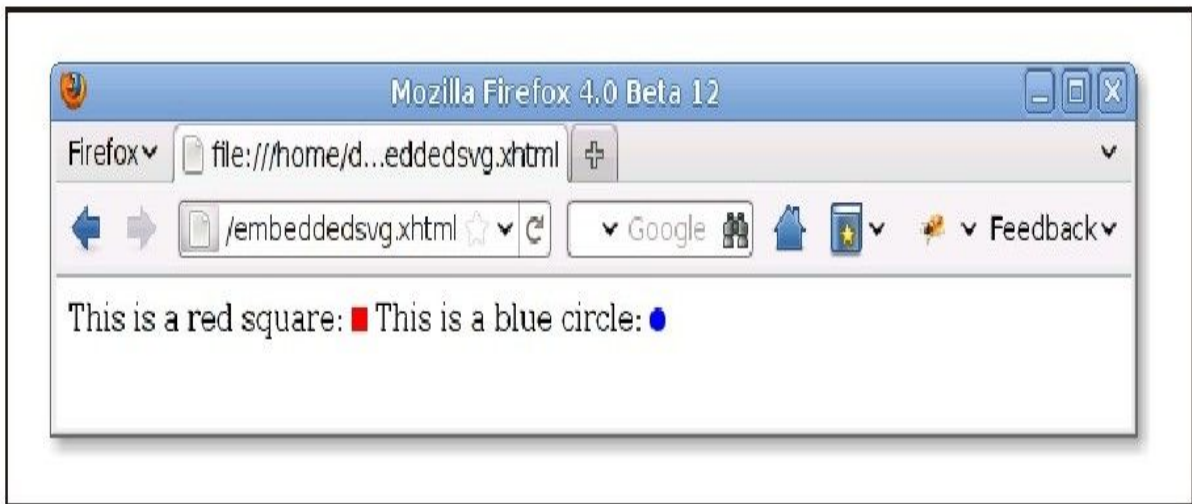 Mozilla Firefox 4.0 Beta 12
Firefox
file:///home/d...eddedsvg.xhtml
/embeddedsvg.xhtml
Google
Feedback
This is a red square: This is a blue circle: